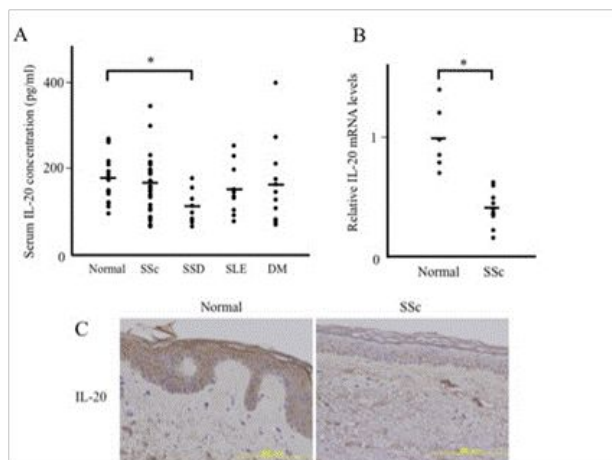 A
Serum IL-20 concentration (pg/ml)
400
200
0
*
Normal SSc SSD SLE DM
B
Relative IL-20 mRNA levels
1
0
*
Normal SSc
C
Normal SSc
IL-20